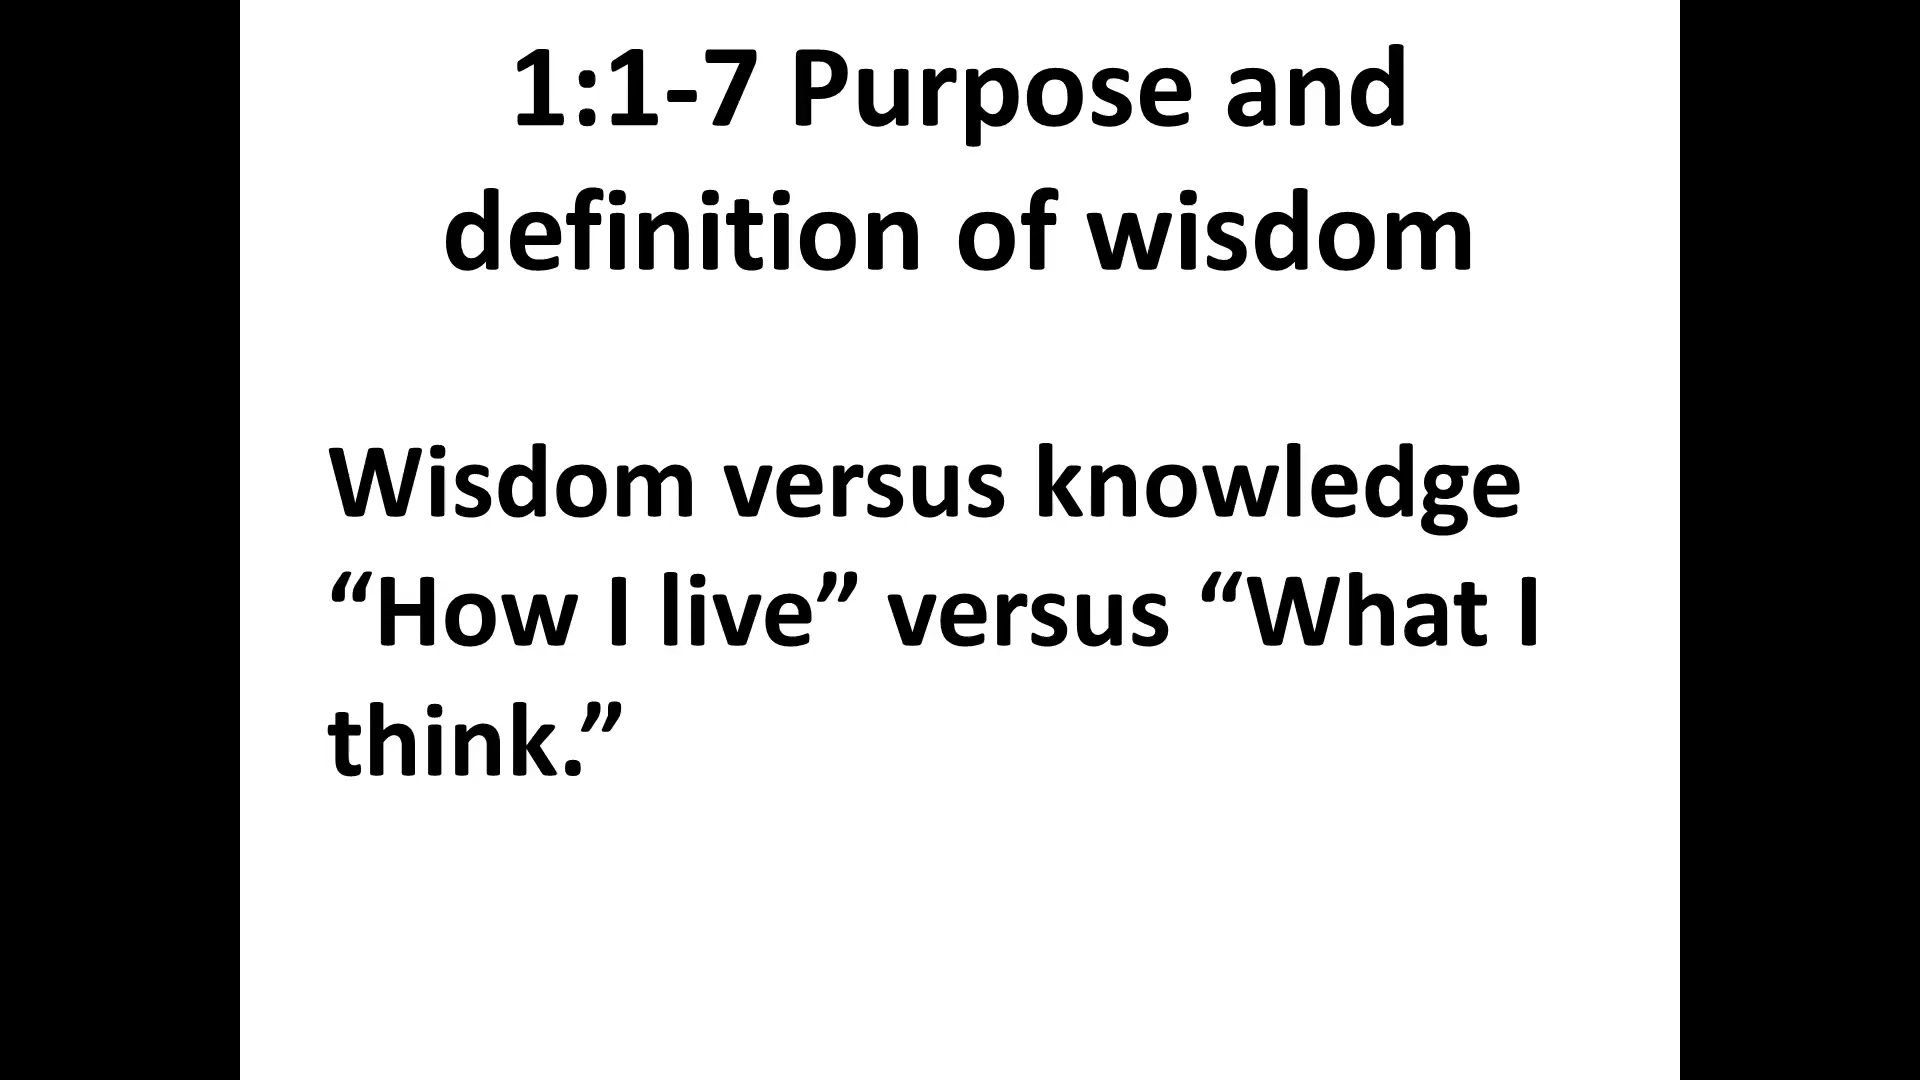 1:1-7 Purpose and
definition of wisdom
Wisdom versus knowledge
“How I live” versus “What I
think.”